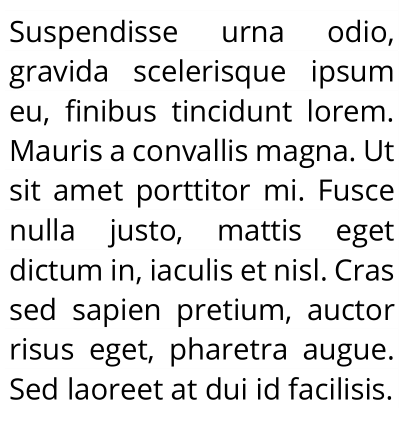 Suspendisse urna odio,
gravida scelerisque ipsum
eu, finibus tincidunt lorem.
Mauris a convallis magna. Ut
sit amet porttitor mi. Fusce
nulla justo, mattis eget
dictum in, iaculis et nisl. Cras
sed sapien pretium, auctor
risus eget, pharetra augue.
Sed laoreet at dui id facilisis.